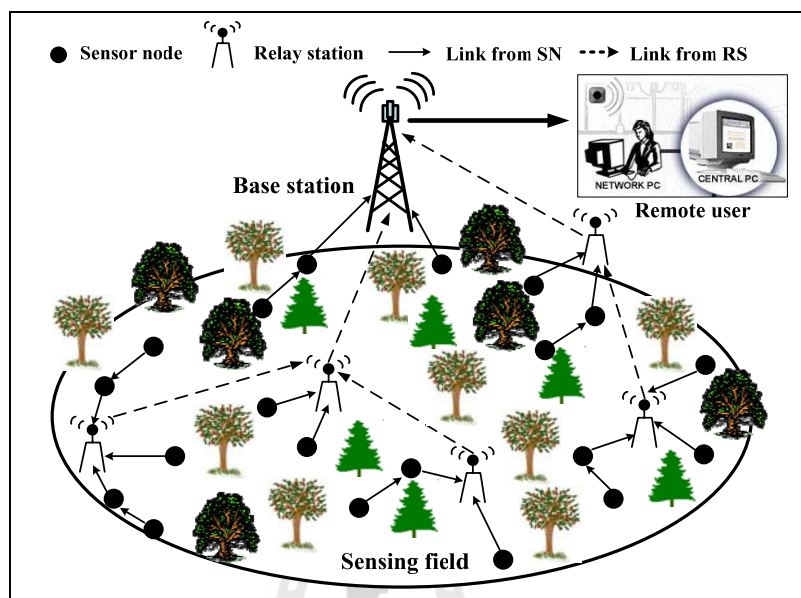 Sensor node
Relay station
Link from SN
Link from RS
Base station
NETWORK PC
CENTRAL PC
Remote user
Sensing field